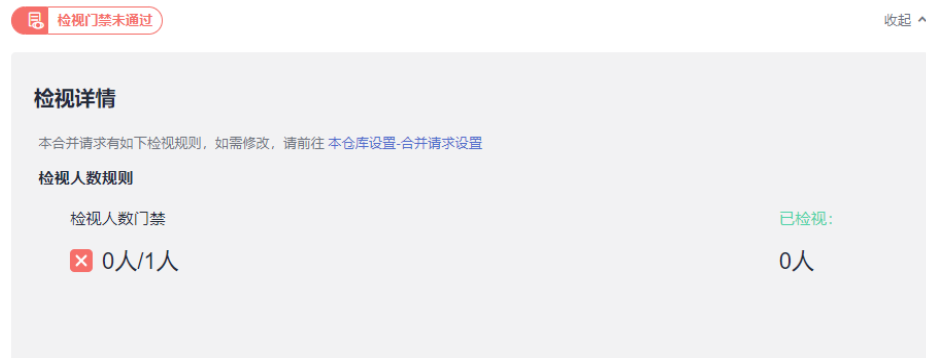 检视门禁未通过
收起
检视详情
本合并请求有如下检视规则，如需修改，请前往 本仓库设置-合并请求设置
检视人数规则
检视人数门禁
已检视:
0人/1人
0人